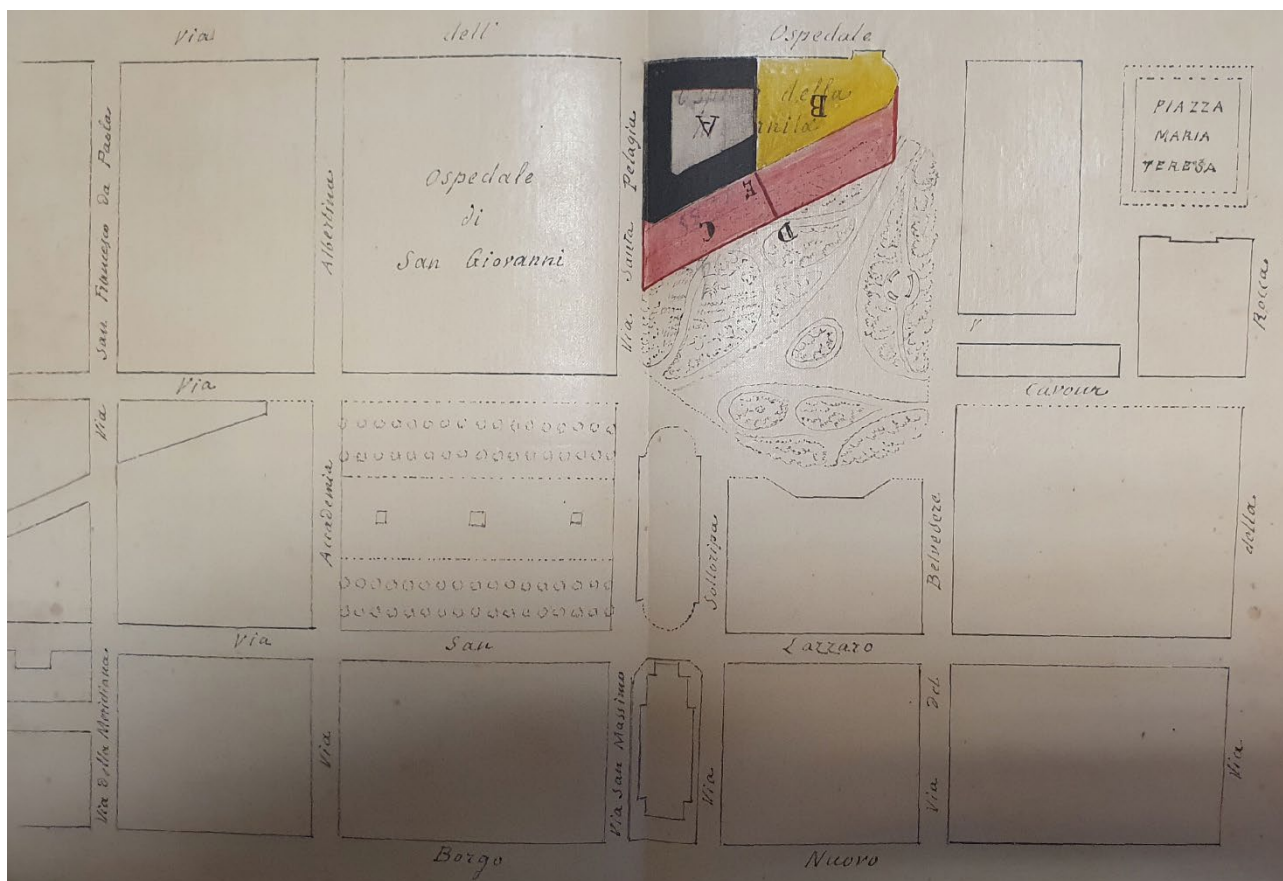 Via dell' Ospedale
San Francesco da Paola
Albertina
Ospedale
di
San Giovanni
Via Santa Pelagia
A
B
della
C
E
D
PIAZZA
MARIA
TERESA
Rocca
Via
Via
Cavour
Accademia
Sottoripa
Belvedere
della
Via
San
Lazzaro
Via della Meridiana
Via
Via San Massimo
Via
Via
del
Via
Borgo
Nuovo